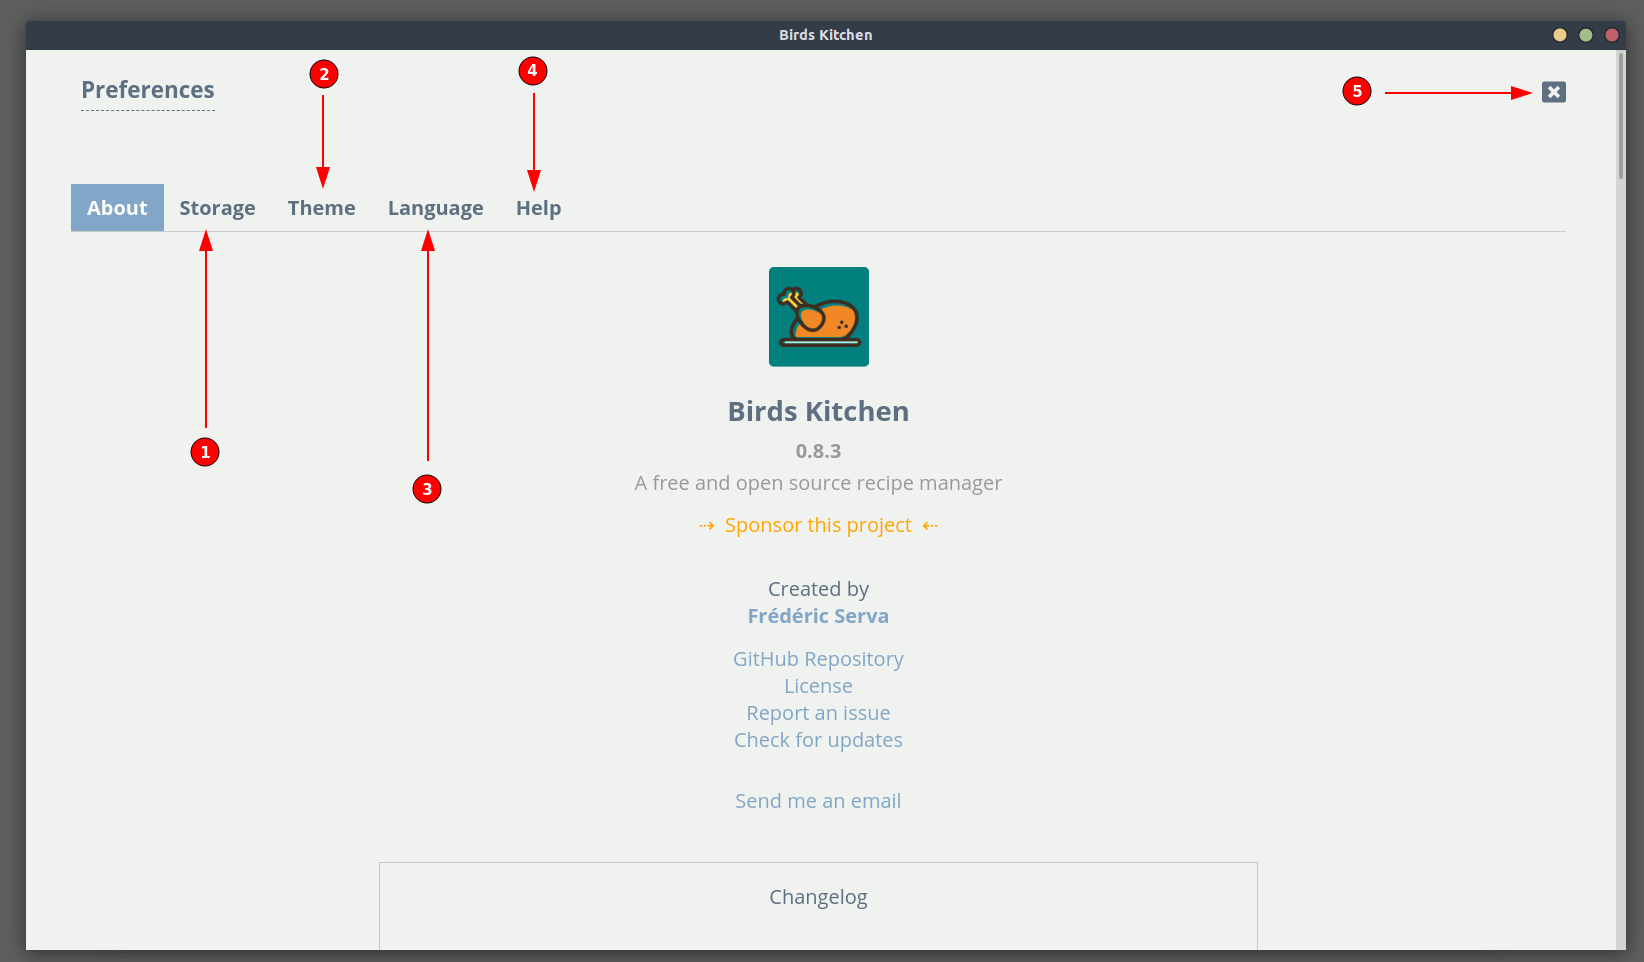 Birds Kitchen
Preferences
2
4
5
About Storage Theme Language Help
1
3
Birds Kitchen
0.8.3
A free and open source recipe manager
⇢ Sponsor this project ⇠
Created by
Frédéric Serva
GitHub Repository
License
Report an issue
Check for updates
Send me an email
Changelog